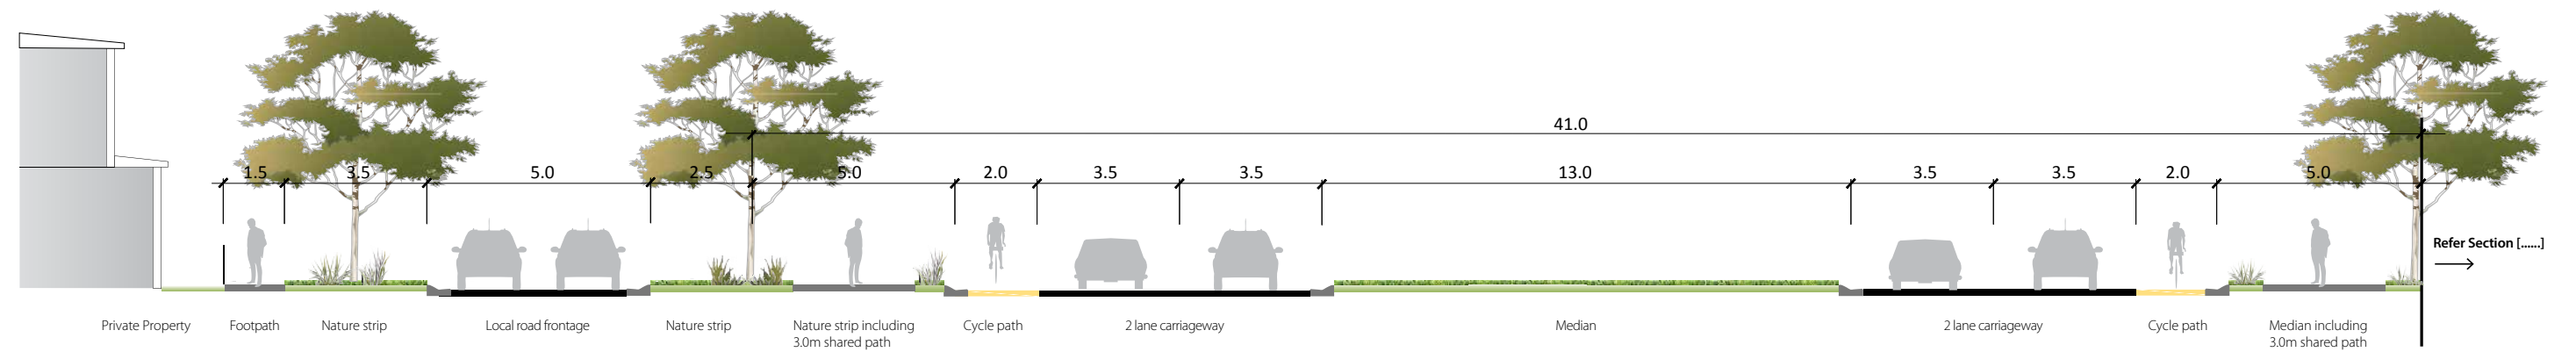 41.0
1.5 3.5 5.0 2.5 5.0 2.0 3.5 3.5 13.0 3.5 3.5 2.0 5.0
Refer Section [......]
Private Property
Footpath
Nature strip
Local road frontage
Nature strip
Nature strip including
3.0m shared path
Cycle path
2 lane carriageway
Median
2 lane carriageway
Cycle path
Median including
3.0m shared path